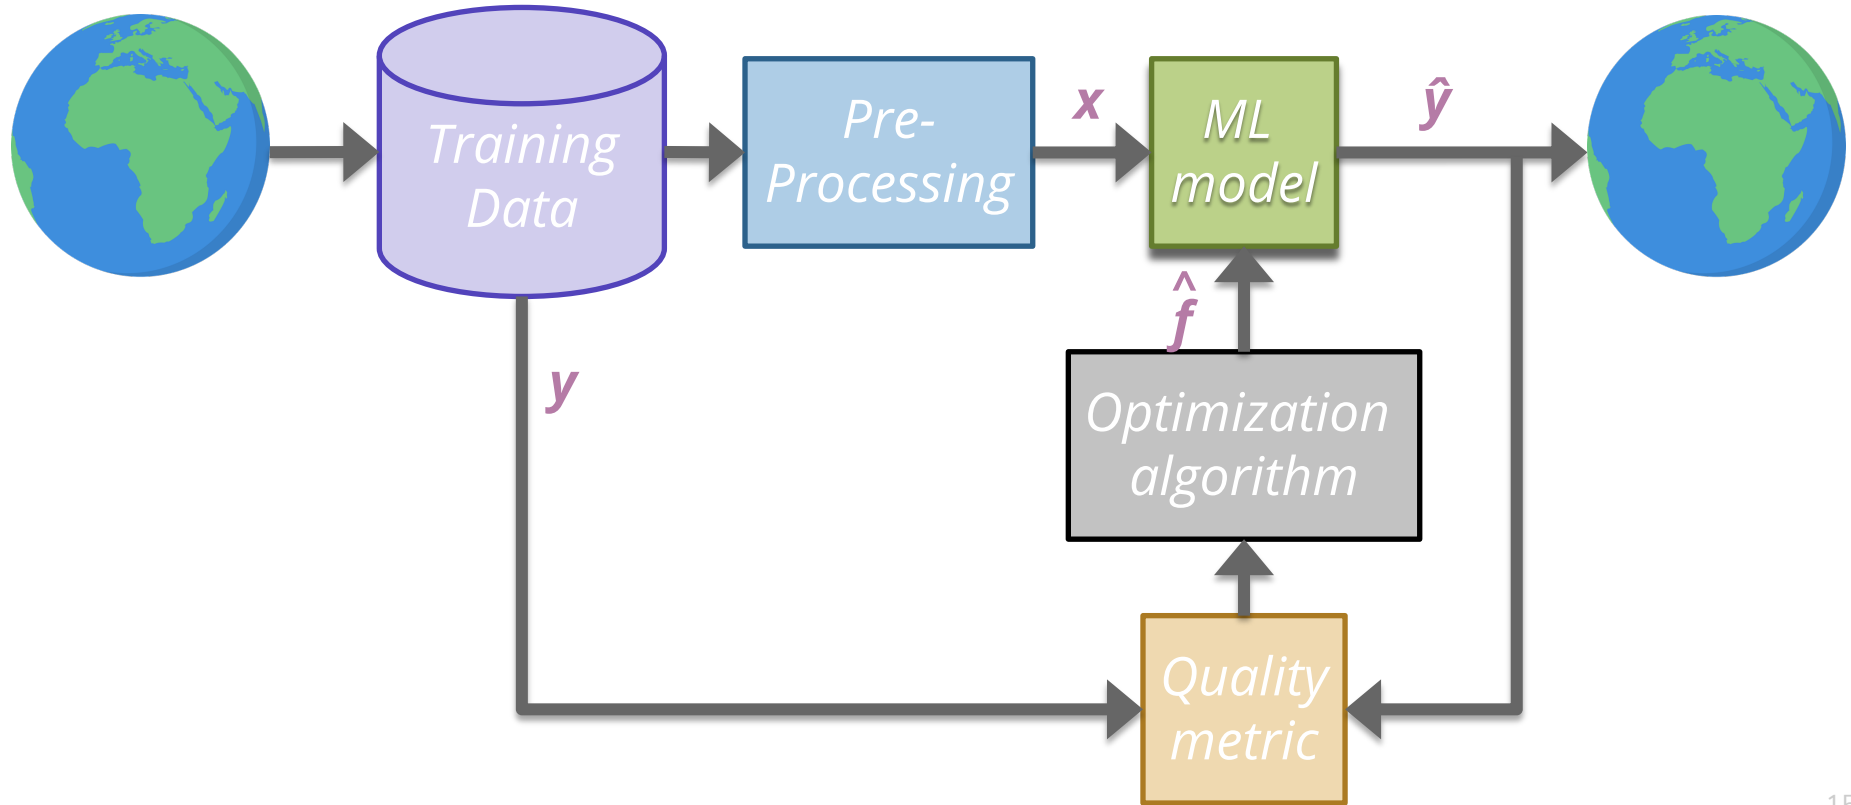 Training
Data
Pre-
Processing
x
ML
model
ŷ
f̂
y
Optimization
algorithm
Quality
metric